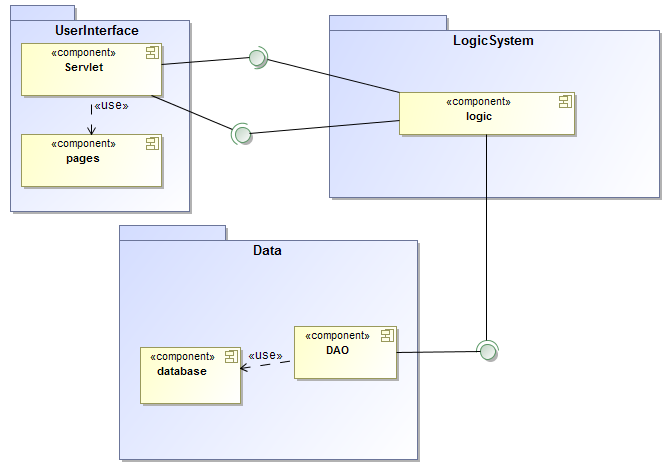 UserInterface
«component»
Servlet
«use»
«component»
pages
LogicSystem
«component»
logic
Data
«component»
database
«use»
«component»
DAO